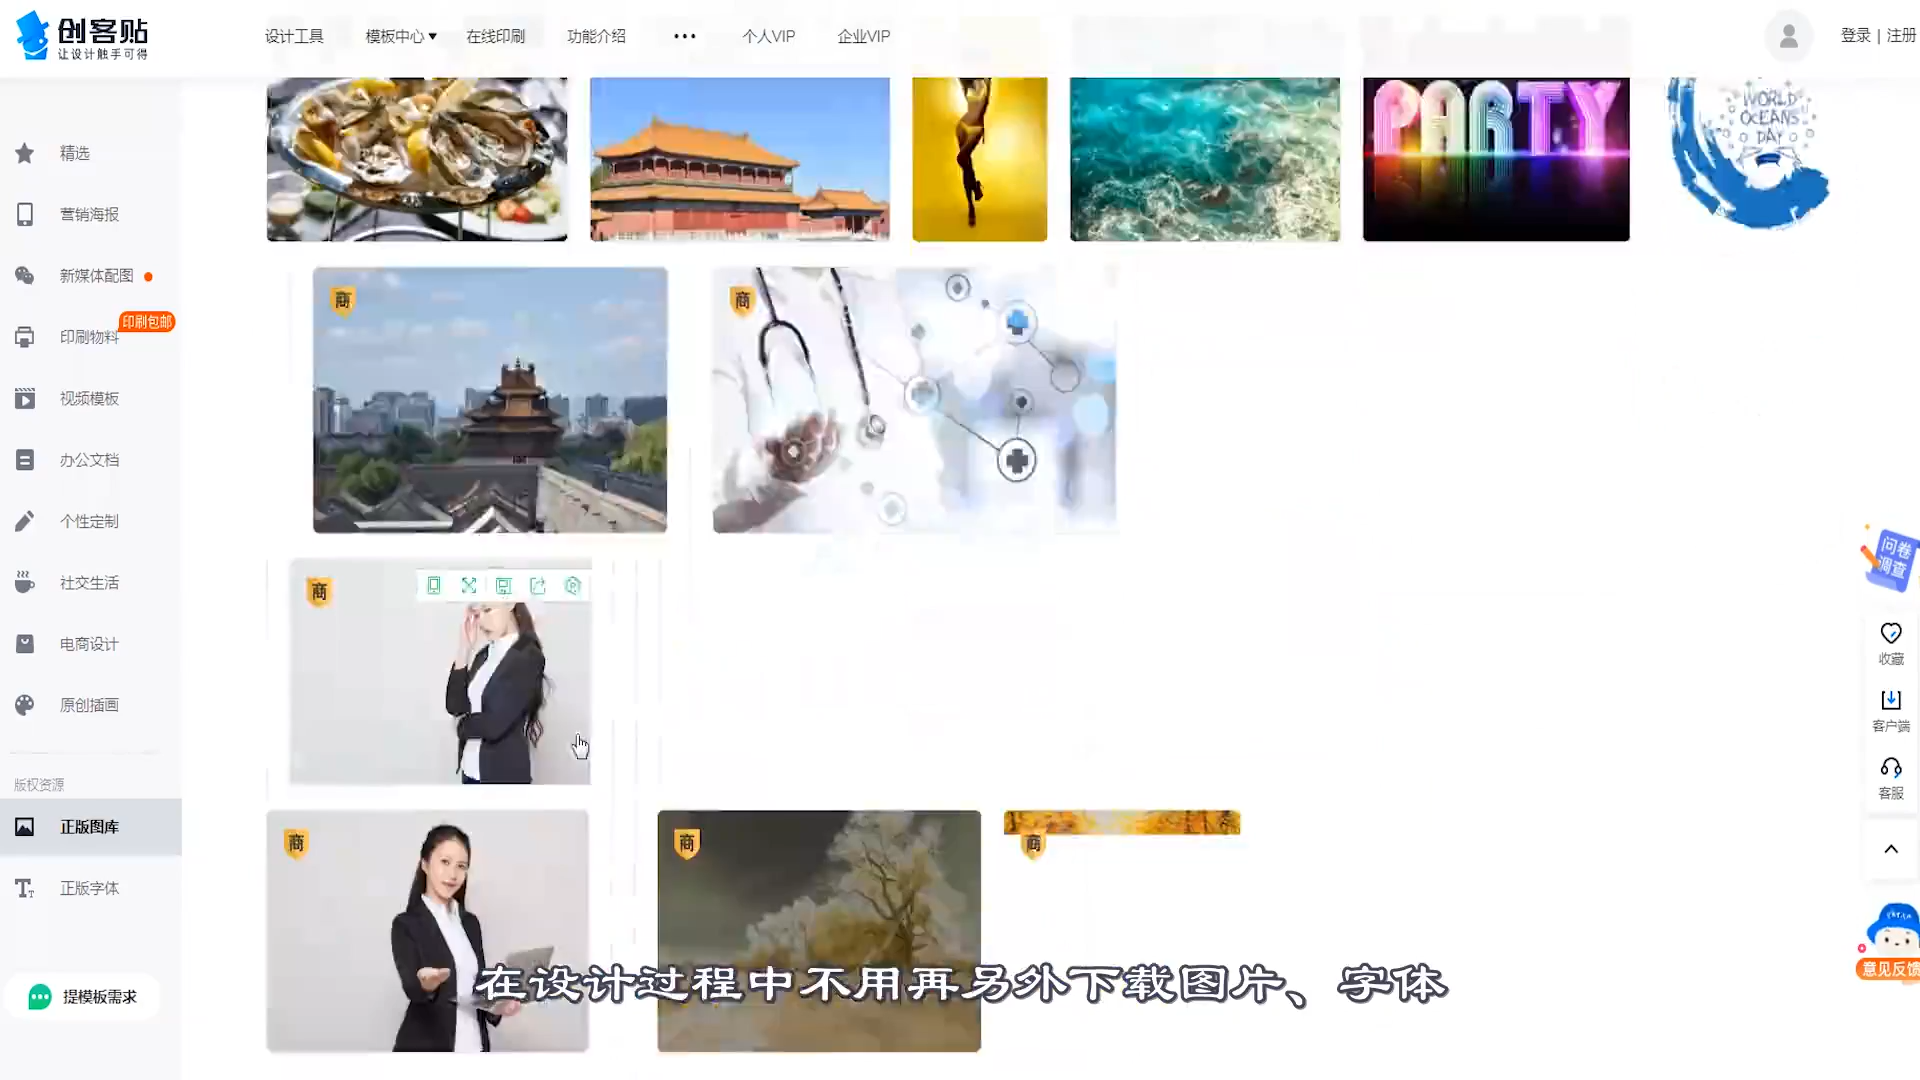 创客贴
让设计触手可得
设计工具
模板中心
在线印刷
功能介绍
•••
个人VIP
企业VIP
登录 | 注册
精选
营销海报
新媒体配图
印刷包邮
印刷物料
视频模板
办公文档
个性定制
社交生活
电商设计
原创插画
版权资源
正版图库
正版字体
提模板需求
PARTY
WORLD
OCEANS
DAY
商
商
商
商
商
商
问卷
调查
收藏
客户端
客服
意见反馈
在设计过程中不用再另外下载图片、字体